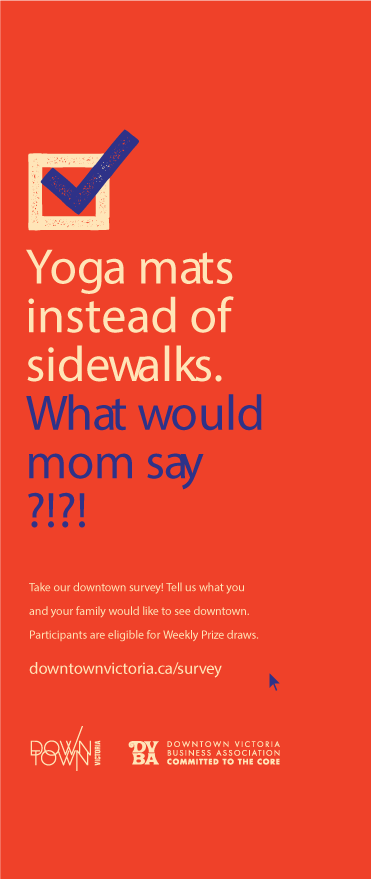 Yoga mats
instead of
sidewalks.
What would
mom say
?!?!
Take our downtown survey! Tell us what you
and your family would like to see downtown.
Participants are eligible for Weekly Prize draws.
downtownvictoria.ca/survey
DOWN
TOWN
VICTORIA
DV
BA
DOWNTOWN VICTORIA
BUSINESS ASSOCIATION
COMMITTED TO THE CORE